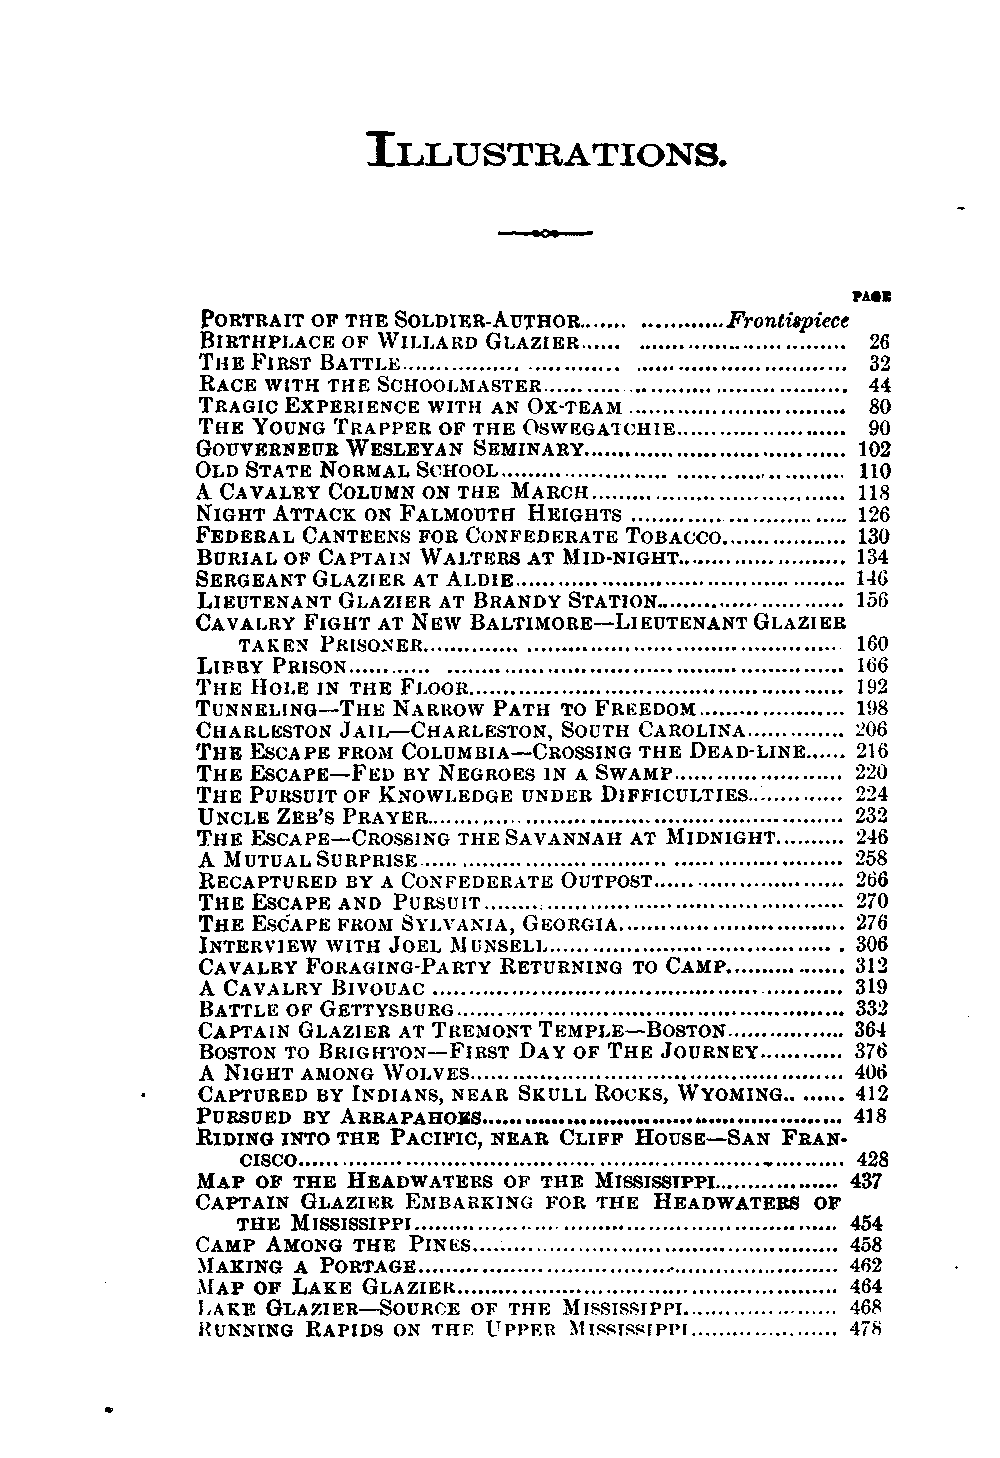 ILLUSTRATIONS.
PAGE
PORTRAIT OF THE SOLDIER-AUTHOR....... ............Frontispiece
BIRTHPLACE OF WILLARD GLAZIER...... ............................ 26
THE FIRST BATTLE................................................ 32
RACE WITH THE SCHOOLMASTER..................................... 44
TRAGIC EXPERIENCE WITH AN OX-TEAM ............................. 80
THE YOUNG TRAPPER OF THE OSWEGATCHIE....................... 90
GOUVERNEUR WESLEYAN SEMINARY.................................. 102
OLD STATE NORMAL SCHOOL......................................... 110
A CAVALRY COLUMN ON THE MARCH................................. 118
NIGHT ATTACK ON FALMOUTH HEIGHTS ............................ 126
FEDERAL CANTEENS FOR CONFEDERATE TOBACCO................. 130
BURIAL OF CAPTAIN WALTERS AT MID-NIGHT....................... 134
SERGEANT GLAZIER AT ALDIE....................................... 146
LIEUTENANT GLAZIER AT BRANDY STATION......................... 156
CAVALRY FIGHT AT NEW BALTIMORE—LIEUTENANT GLAZIER
TAKEN PRISONER................................................ 160
LIBBY PRISON.......... ............................................. 166
THE HOLE IN THE FLOOR............................................ 192
TUNNELING—THE NARROW PATH TO FREEDOM..................... 198
CHARLESTON JAIL—CHARLESTON, SOUTH CAROLINA.............. 206
THE ESCAPE FROM COLUMBIA—CROSSING THE DEAD-LINE...... 216
THE ESCAPE—FED BY NEGROES IN A SWAMP....................... 220
THE PURSUIT OF KNOWLEDGE UNDER DIFFICULTIES............. 224
UNCLE ZEB'S PRAYER................................................ 232
THE ESCAPE—CROSSING THE SAVANNAH AT MIDNIGHT.......... 246
A MUTUAL SURPRISE................................................. 258
RECAPTURED BY A CONFEDERATE OUTPOST......................... 266
THE ESCAPE AND PURSUIT........................................... 270
THE ESCAPE FROM SYLVANIA, GEORGIA.............................. 276
INTERVIEW WITH JOEL MUNSELL.................................... 306
CAVALRY FORAGING-PARTY RETURNING TO CAMP................ 312
A CAVALRY BIVOUAC ................................................ 319
BATTLE OF GETTYSBURG............................................. 332
CAPTAIN GLAZIER AT TREMONT TEMPLE—BOSTON................ 364
BOSTON TO BRIGHTON—FIRST DAY OF THE JOURNEY........... 376
A NIGHT AMONG WOLVES........................................... 406
CAPTURED BY INDIANS, NEAR SKULL ROCKS, WYOMING.. ...... 412
PURSUED BY ARRAPAHOES........................................... 418
RIDING INTO THE PACIFIC, NEAR CLIFF HOUSE—SAN FRAN-
CISCO............................................................... 428
MAP OF THE HEADWATERS OF THE MISSISSIPPI................. 437
CAPTAIN GLAZIER EMBARKING FOR THE HEADWATERS OF
THE MISSISSIPPI................................................... 454
CAMP AMONG THE PINES............................................ 458
MAKING A PORTAGE................................................. 462
MAP OF LAKE GLAZIER............................................. 464
LAKE GLAZIER—SOURCE OF THE MISSISSIPPI..................... 468
RUNNING RAPIDS ON THE UPPER MISSISSIPPI..................... 478